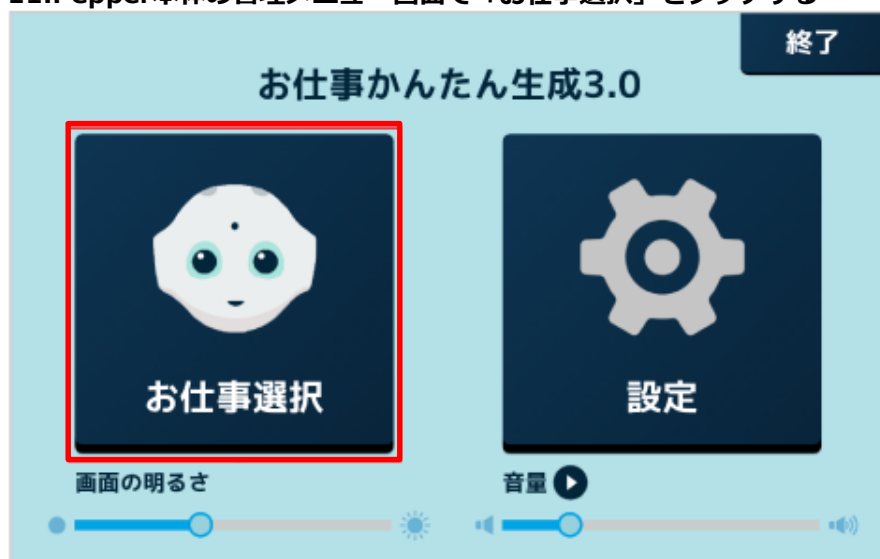 終了
お仕事かんたん生成3.0
お仕事選択
設定
画面の明るさ
音量